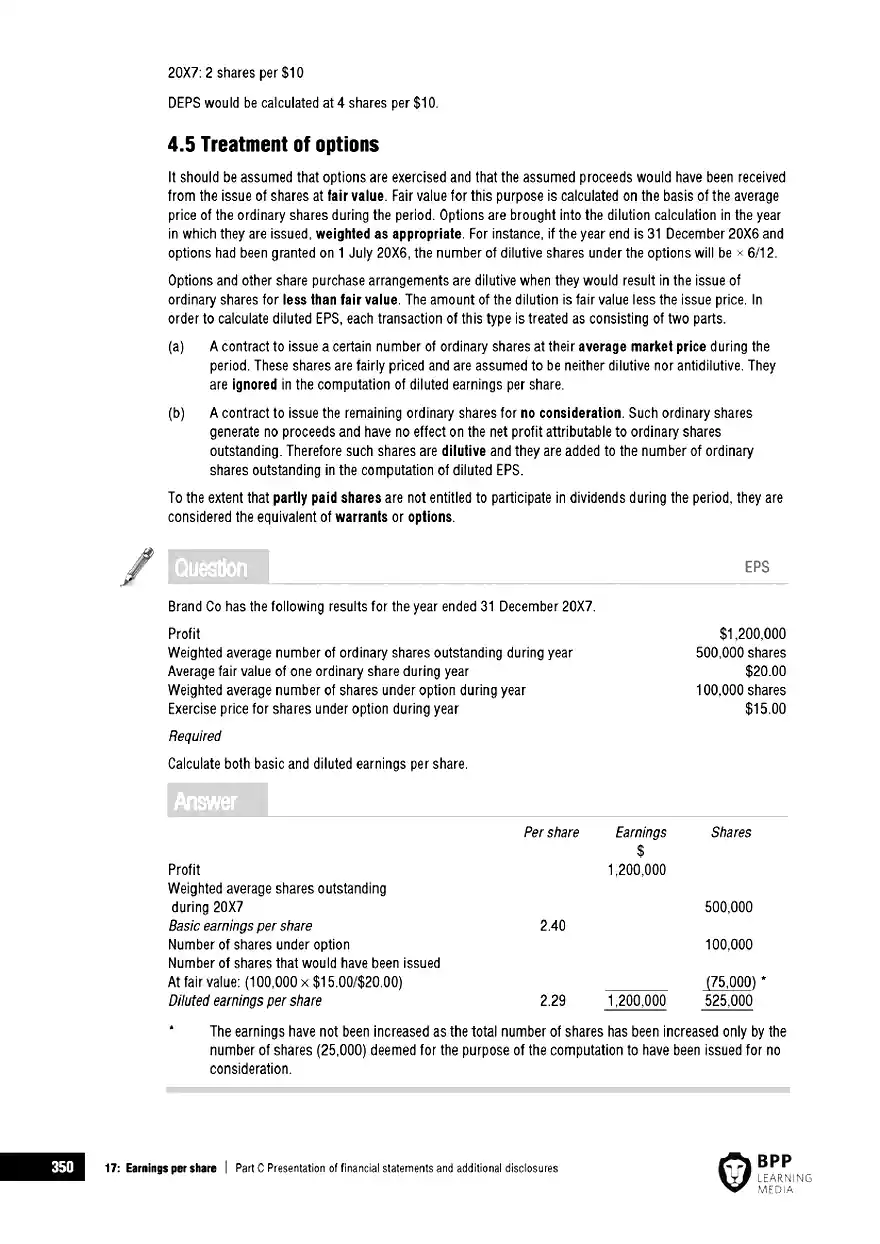 20X7: 2 shares per $10
DEPS would be calculated at 4 shares per $10.
4.5 Treatment of options
It should be assumed that options are exercised and that the assumed proceeds would have been received
from the issue of shares at fair value. Fair value for this purpose is calculated on the basis of the average
price of the ordinary shares during the period. Options are brought into the dilution calculation in the year
in which they are issued, weighted as appropriate. For instance, if the year end is 31 December 20X6 and
options had been granted on 1 July 20X6, the number of dilutive shares under the options will be × 6/12.
Options and other share purchase arrangements are dilutive when they would result in the issue of
ordinary shares for less than fair value. The amount of the dilution is fair value less the issue price. In
order to calculate diluted EPS, each transaction of this type is treated as consisting of two parts.
(a) A contract to issue a certain number of ordinary shares at their average market price during the
period. These shares are fairly priced and are assumed to be neither dilutive nor antidilutive. They
are ignored in the computation of diluted earnings per share.
(b) A contract to issue the remaining ordinary shares for no consideration. Such ordinary shares
generate no proceeds and have no effect on the net profit attributable to ordinary shares
outstanding. Therefore such shares are dilutive and they are added to the number of ordinary
shares outstanding in the computation of diluted EPS.
To the extent that partly paid shares are not entitled to participate in dividends during the period, they are
considered the equivalent of warrants or options.
Question EPS
Brand Co has the following results for the year ended 31 December 20X7.
Profit $1,200,000
Weighted average number of ordinary shares outstanding during year 500,000 shares
Average fair value of one ordinary share during year $20.00
Weighted average number of shares under option during year 100,000 shares
Exercise price for shares under option during year $15.00
Required
Calculate both basic and diluted earnings per share.
Answer
Per share Earnings Shares
$
Profit 1,200,000
Weighted average shares outstanding
during 20X7 500,000
Basic earnings per share 2.40
Number of shares under option 100,000
Number of shares that would have been issued
At fair value: (100,000 × $15.00/$20.00) (75,000) *
Diluted earnings per share 2.29 1,200,000 525,000
* The earnings have not been increased as the total number of shares has been increased only by the
number of shares (25,000) deemed for the purpose of the computation to have been issued for no
consideration.
350 17: Earnings per share | Part C Presentation of financial statements and additional disclosures
BPP
LEARNING
MEDIA